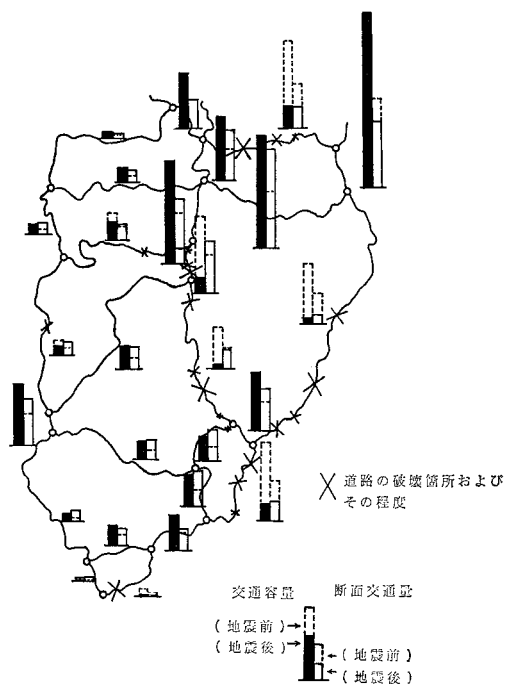 道路の破壊箇所および
その程度
交通容量
断面交通量
(地震前)
(地震後)
(地震前)
(地震後)